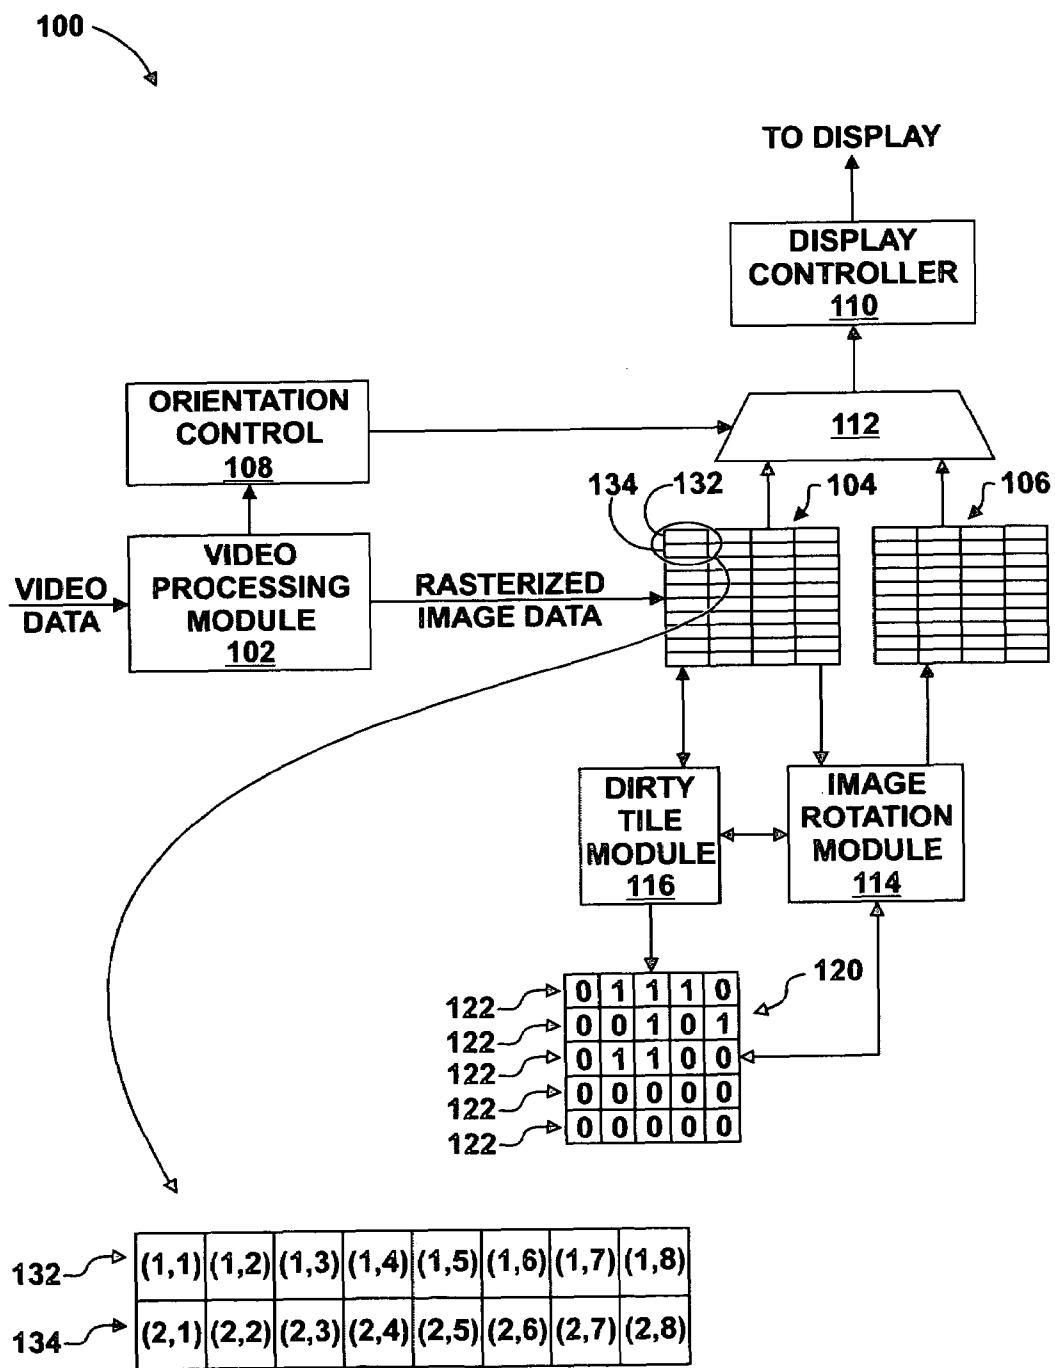 100
TO DISPLAY
DISPLAY
CONTROLLER
110
ORIENTATION
CONTROL
108
112
134
132
104
106
VIDEO
DATA
VIDEO
PROCESSING
MODULE
102
RASTERIZED
IMAGE DATA
DIRTY
TILE
MODULE
116
IMAGE
ROTATION
MODULE
114
120
122 0 1 1 1 0
122 0 0 1 0 1
122 0 1 1 0 0
122 0 0 0 0 0
122 0 0 0 0 0
132 (1,1) (1,2) (1,3) (1,4) (1,5) (1,6) (1,7) (1,8)
134 (2,1) (2,2) (2,3) (2,4) (2,5) (2,6) (2,7) (2,8)